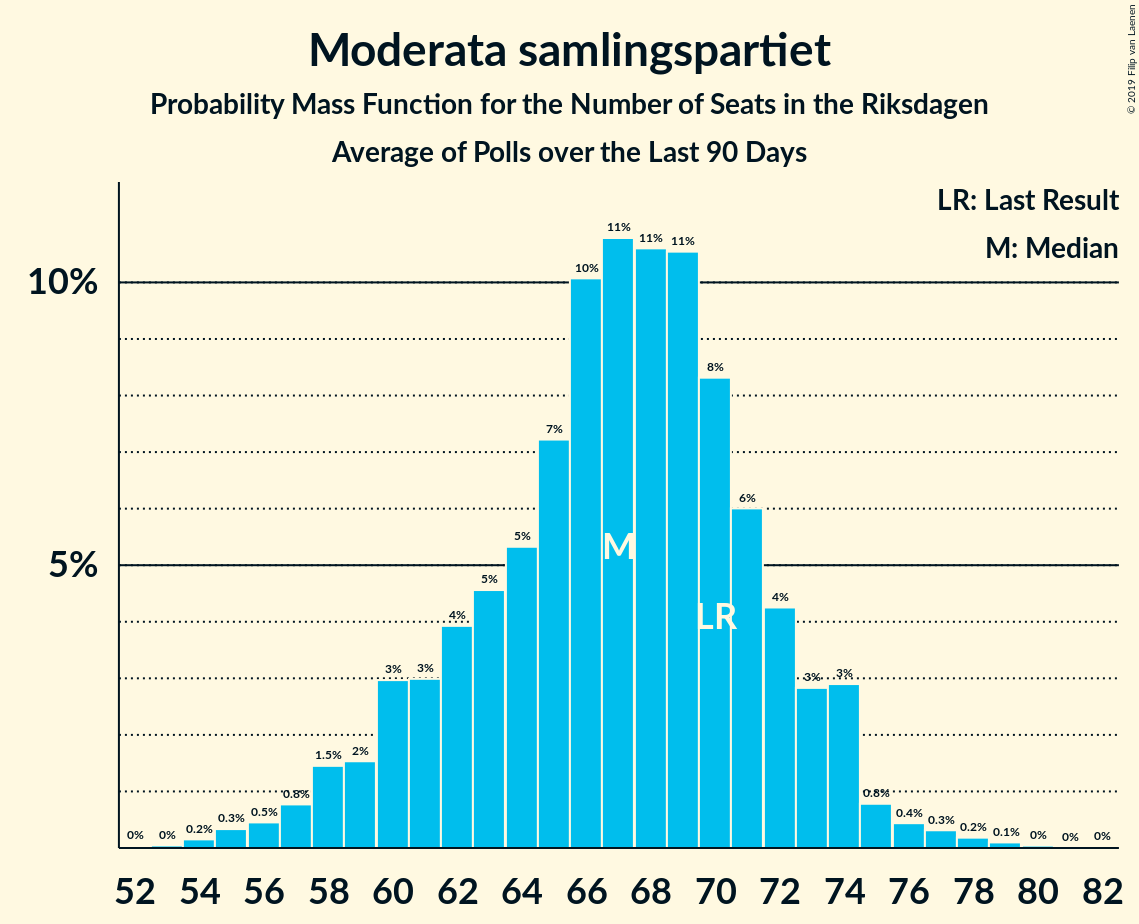 Moderata samlingspartiet
Probability Mass Function for the Number of Seats in the Riksdagen
Average of Polls over the Last 90 Days
© 2019 Filip van Laenen
LR: Last Result
M: Median
10%
5%
0% 0% 0.2% 0.3% 0.5% 0.8% 1.5% 2% 3% 3% 4% 5% 5% 7% 10% 11% 11% 11% 8% 6% 4% 3% 3% 0.8% 0.4% 0.3% 0.2% 0.1% 0% 0% 0%
M
LR
52 54 56 58 60 62 64 66 68 70 72 74 76 78 80 82